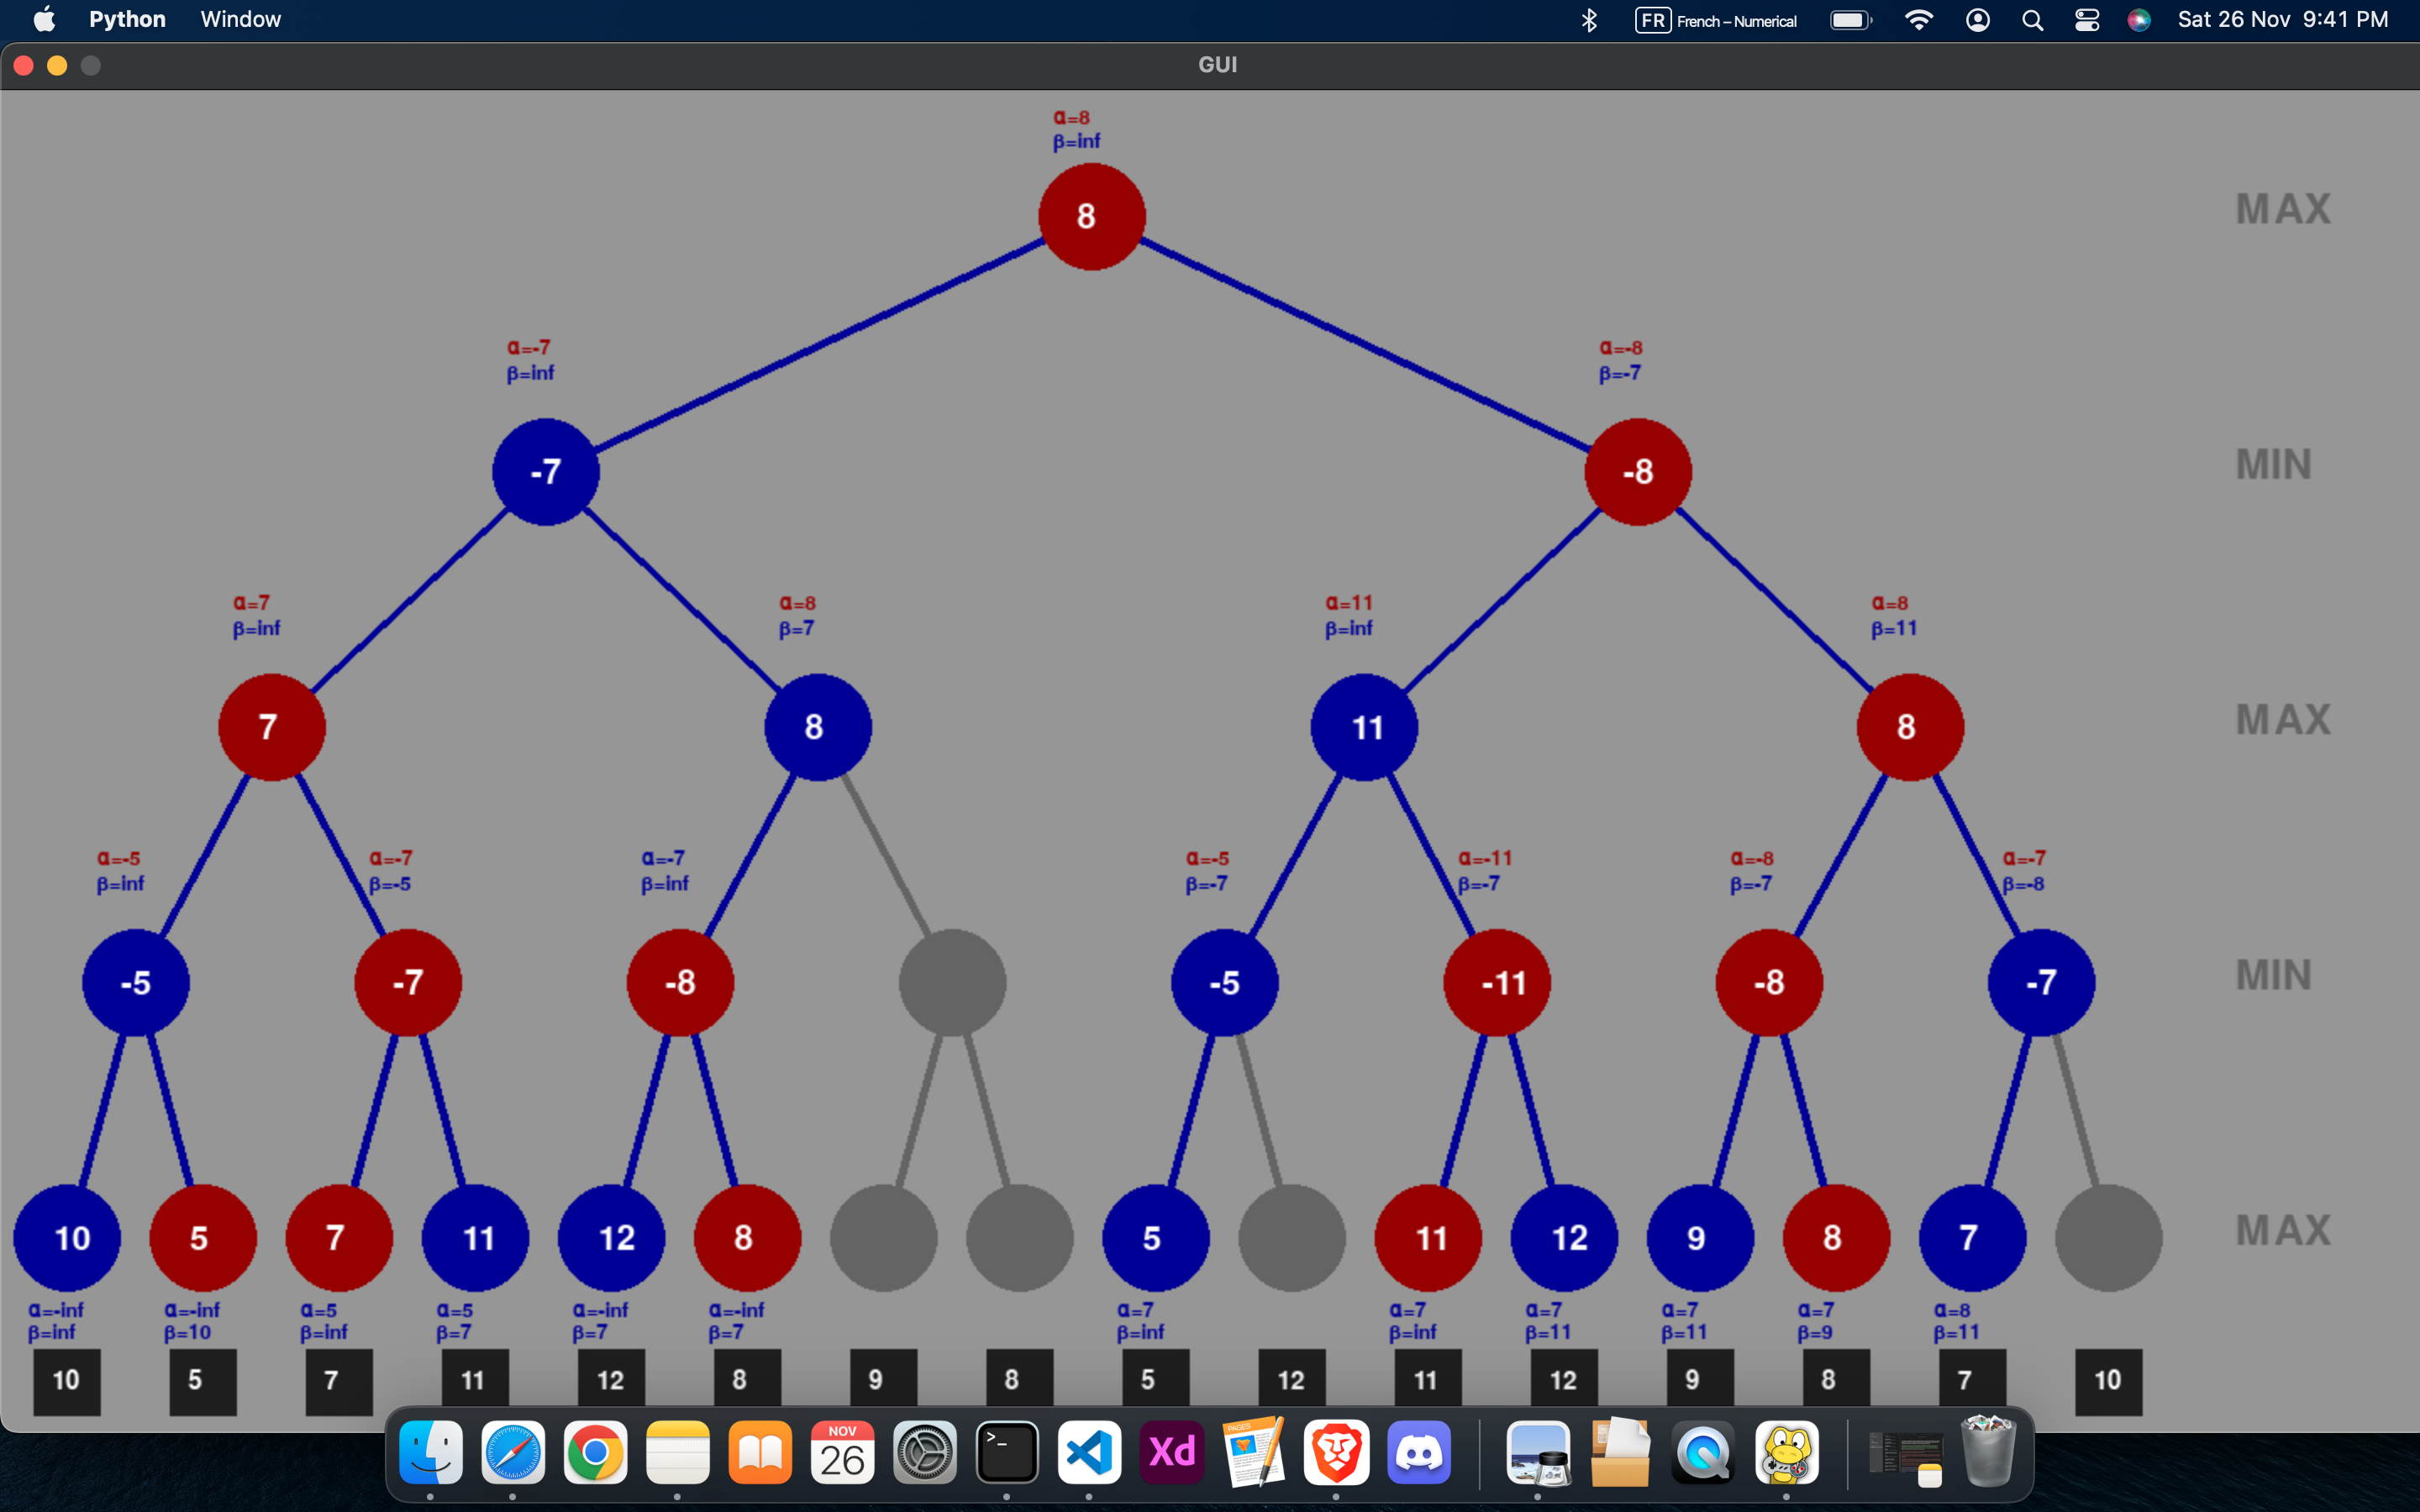 Python Window FR French – Numerical Sat 26 Nov 9:41 PM
GUI
α=8
β=inf
8
MAX
α=-7
β=inf
α=-8
β=-7
-7
-8
MIN
α=7
β=inf
α=8
β=7
α=11
β=inf
α=8
β=11
7
8
11
8
MAX
α=-5
β=inf
α=-7
β=-5
α=-7
β=inf
α=-5
β=-7
α=-11
β=-7
α=-8
β=-7
α=-7
β=-8
-5
-7
-8
-5
-11
-8
-7
MIN
10
5
7
11
12
8
5
11
12
9
8
7
MAX
α=-inf
β=inf
α=-inf
β=10
α=5
β=inf
α=5
β=7
α=-inf
β=7
α=-inf
β=7
α=7
β=inf
α=7
β=inf
α=7
β=11
α=7
β=11
α=7
β=9
α=8
β=11
10
5
7
11
12
8
9
8
5
12
11
12
9
8
7
10
NOV
26
>_
Xd
PAGES